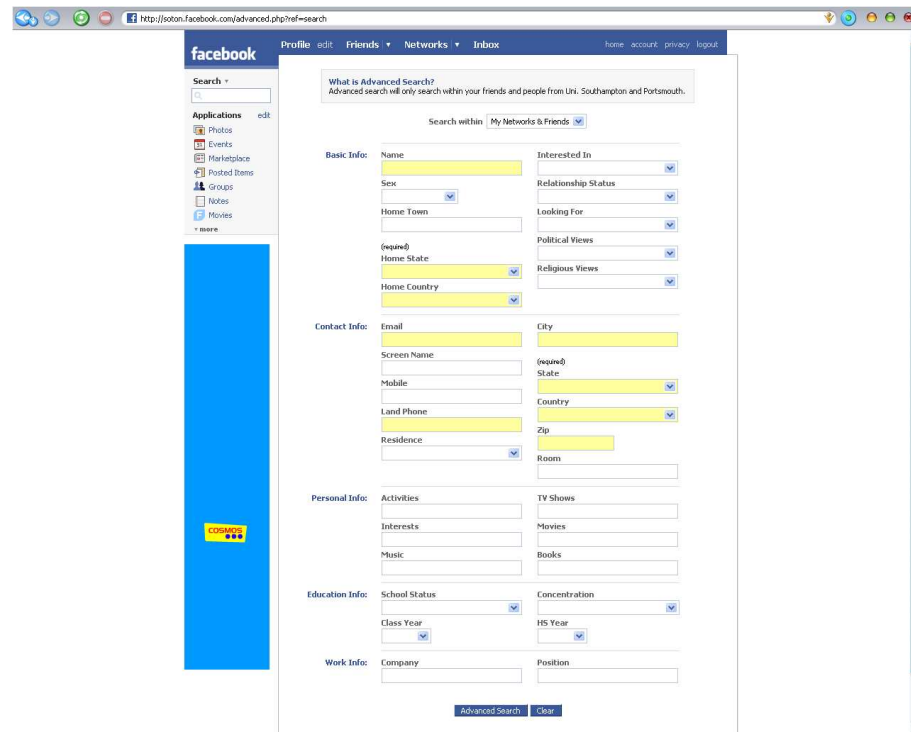 http://soton.facebook.com/advanced.php?ref=search
facebook
Profile edit Friends Networks Inbox
home account privacy logout
Search
Applications edit
Photos
Events
Marketplace
Posted Items
Groups
Notes
Movies
more
COSMOS
What is Advanced Search?
Advanced search will only search within your friends and people from Uni. Southampton and Portsmouth.
Search within My Networks & Friends
Basic Info: Name Interested In
Sex Relationship Status
Home Town Looking For
Political Views
(required)
Home State Religious Views
Home Country
Contact Info: Email City
Screen Name
(required)
State
Mobile
Country
Land Phone
Zip
Residence
Room
Personal Info: Activities TV Shows
Interests Movies
Music Books
Education Info: School Status Concentration
Class Year HS Year
Work Info: Company Position
Advanced Search Clear